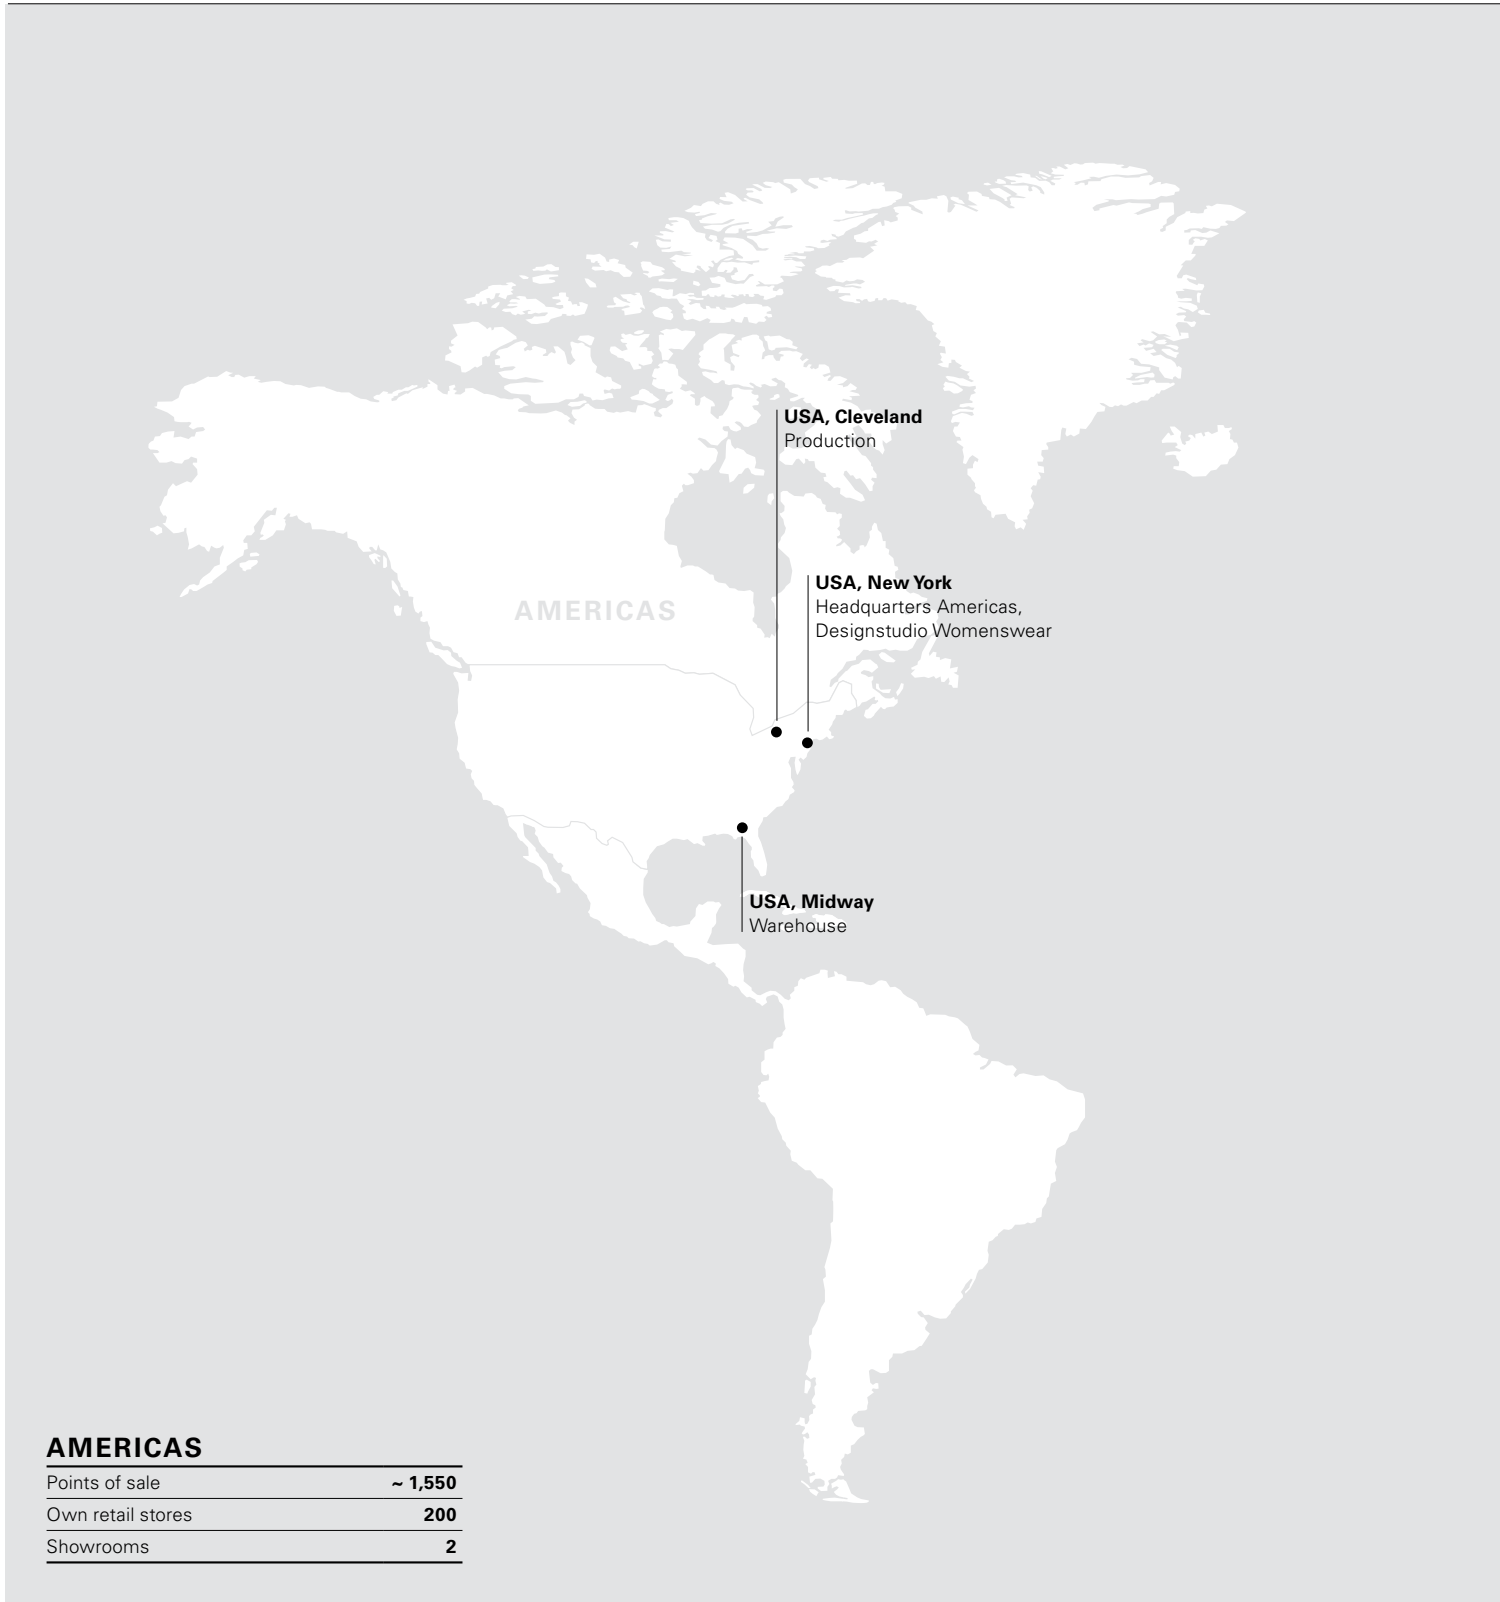 USA, Cleveland
Production
USA, New York
Headquarters Americas,
Designstudio Womenswear
AMERICAS
USA, Midway
Warehouse
AMERICAS
Points of sale ~ 1,550
Own retail stores 200
Showrooms 2